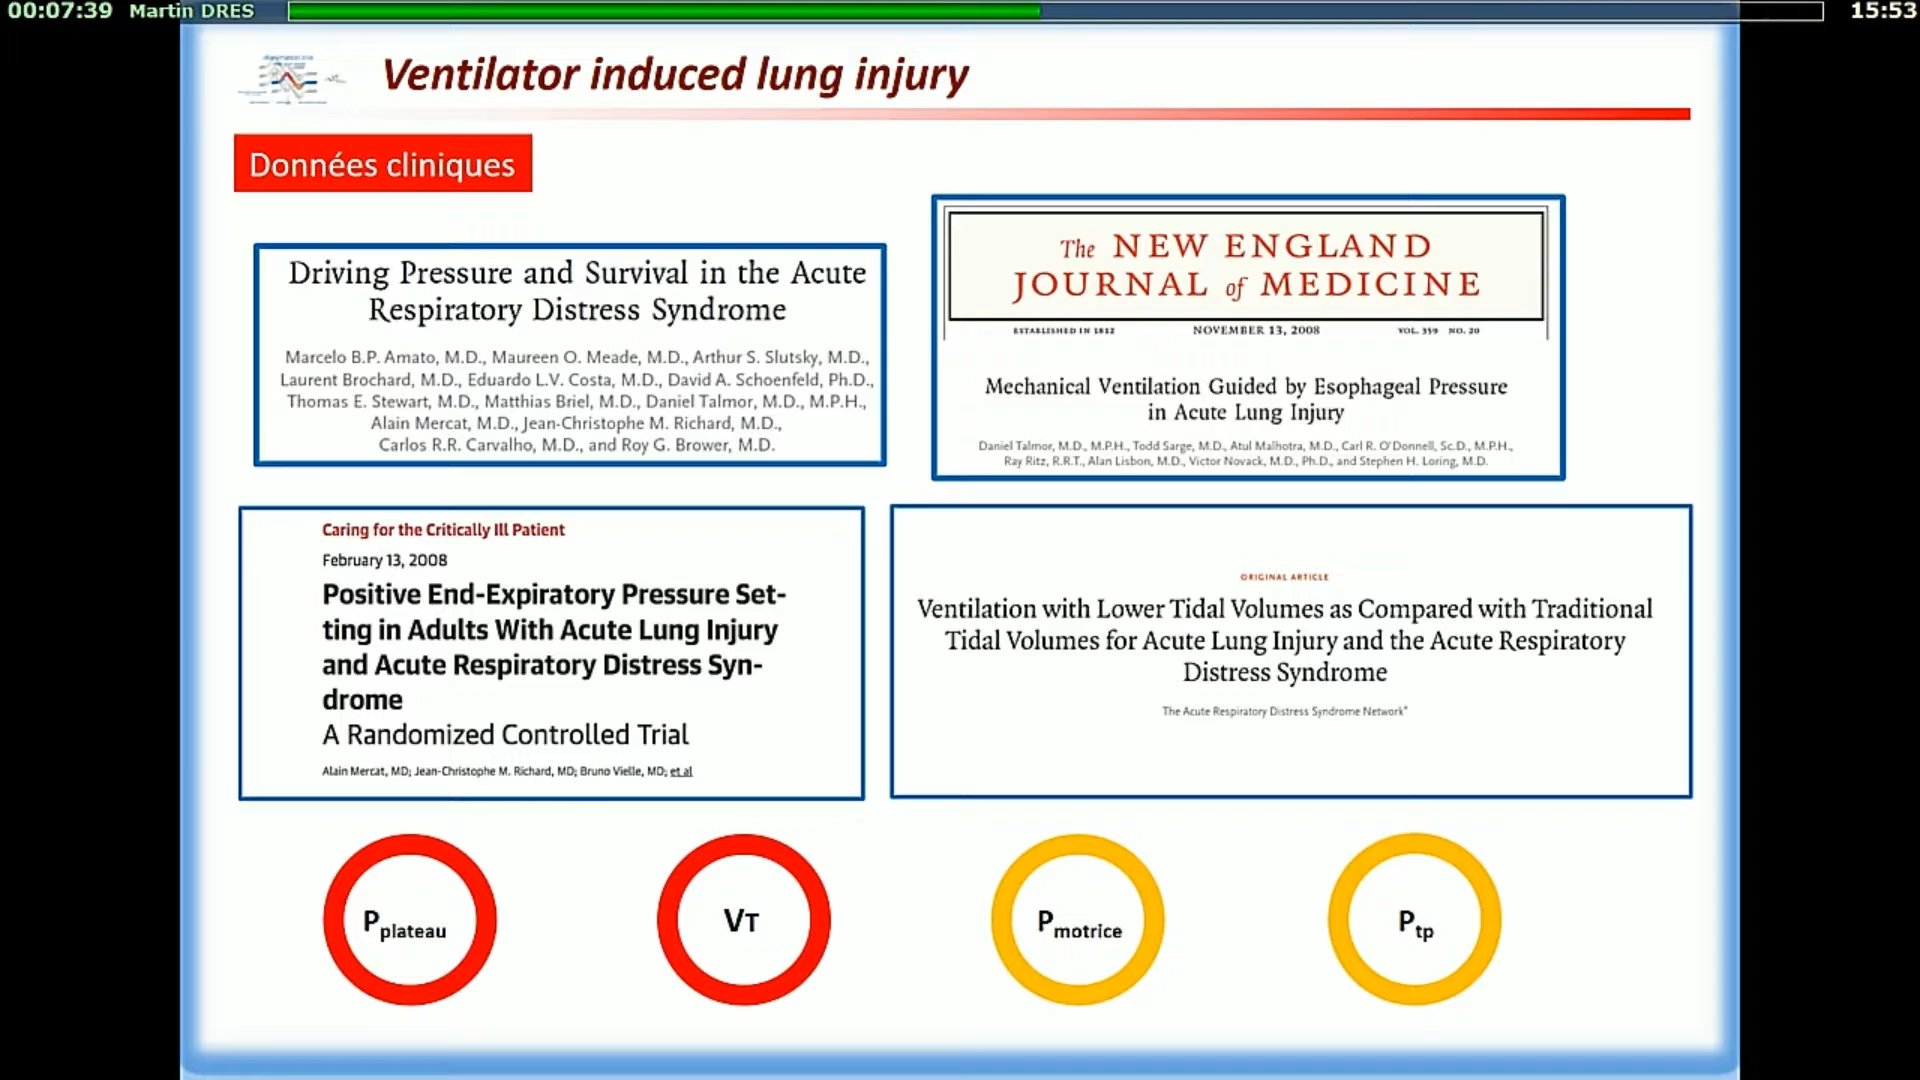 00:07:39 Martin DRES
15:53
Ventilator induced lung injury
Données cliniques
Driving Pressure and Survival in the Acute
Respiratory Distress Syndrome
Marcelo B.P. Amato, M.D., Maureen O. Meade, M.D., Arthur S. Slutsky, M.D.,
Laurent Brochard, M.D., Eduardo L.V. Costa, M.D., David A. Schoenfeld, Ph.D.,
Thomas E. Stewart, M.D., Matthias Briel, M.D., Daniel Talmor, M.D., M.P.H.,
Alain Mercat, M.D., Jean-Christophe M. Richard, M.D.,
Carlos R.R. Carvalho, M.D., and Roy G. Brower, M.D.
The NEW ENGLAND
JOURNAL of MEDICINE
ESTABLISHED IN 1812 NOVEMBER 13, 2008 VOL. 359 NO. 20
Mechanical Ventilation Guided by Esophageal Pressure
in Acute Lung Injury
Daniel Talmor, M.D., M.P.H., Todd Sarge, M.D., Atul Malhotra, M.D., Carl R. O'Donnell, Sc.D., M.P.H.,
Ray Ritz, R.R.T., Alan Lisbon, M.D., Victor Novack, M.D., Ph.D., and Stephen H. Loring, M.D.
Caring for the Critically Ill Patient
February 13, 2008
Positive End-Expiratory Pressure Set-
ting in Adults With Acute Lung Injury
and Acute Respiratory Distress Syn-
drome
A Randomized Controlled Trial
Alain Mercat, MD; Jean-Christophe M. Richard, MD; Bruno Vielle, MD; et al
ORIGINAL ARTICLE
Ventilation with Lower Tidal Volumes as Compared with Traditional
Tidal Volumes for Acute Lung Injury and the Acute Respiratory
Distress Syndrome
The Acute Respiratory Distress Syndrome Network*
Pplateau
VT
Pmotrice
Ptp